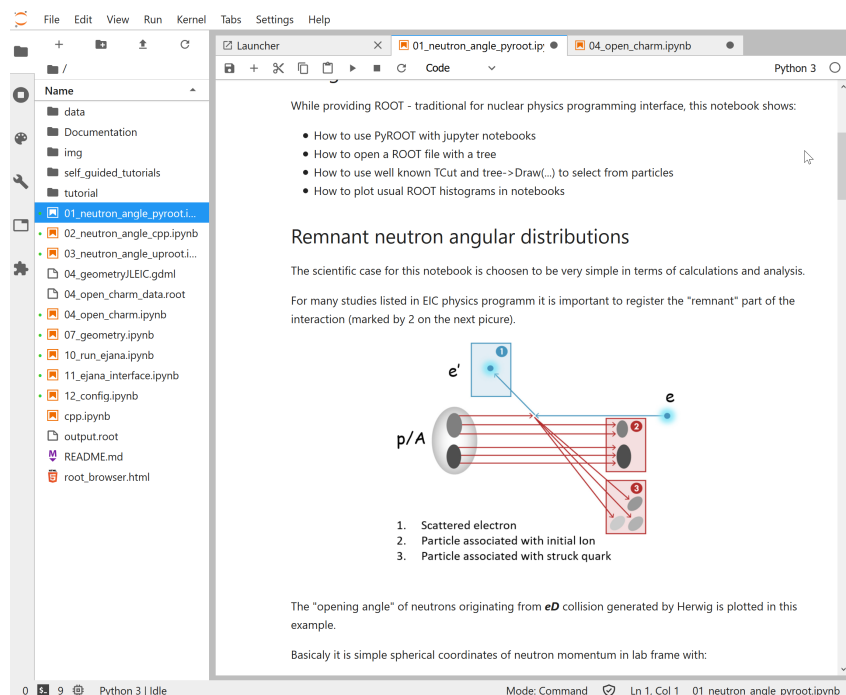 File Edit View Run Kernel Tabs Settings Help
Launcher
01_neutron_angle_pyroot.ip
04_open_charm.ipynb
Code
Python 3
/
Name
data
Documentation
img
self_guided_tutorials
tutorial
01_neutron_angle_pyroot.i...
02_neutron_angle_cpp.ipynb
03_neutron_angle_uproot.i...
04_geometryJLEIC.gdml
04_open_charm_data.root
04_open_charm.ipynb
07_geometry.ipynb
10_run_ejana.ipynb
11_ejana_interface.ipynb
12_config.ipynb
cpp.ipynb
output.root
README.md
root_browser.html
While providing ROOT - traditional for nuclear physics programming interface, this notebook shows:
• How to use PyROOT with jupyter notebooks
• How to open a ROOT file with a tree
• How to use well known TCut and tree->Draw(...) to select from particles
• How to plot usual ROOT histograms in notebooks
Remnant neutron angular distributions
The scientific case for this notebook is choosen to be very simple in terms of calculations and analysis.
For many studies listed in EIC physics programm it is important to register the "remnant" part of the
interaction (marked by 2 on the next picure).
1
e'
e
p/A
2
3
1. Scattered electron
2. Particle associated with initial Ion
3. Particle associated with struck quark
The "opening angle" of neutrons originating from eD collision generated by Herwig is plotted in this
example.
Basicaly it is simple spherical coordinates of neutron momentum in lab frame with:
0 9 Python 3 | Idle
Mode: Command Ln 1, Col 1 01_neutron_angle_pyroot.ipynb